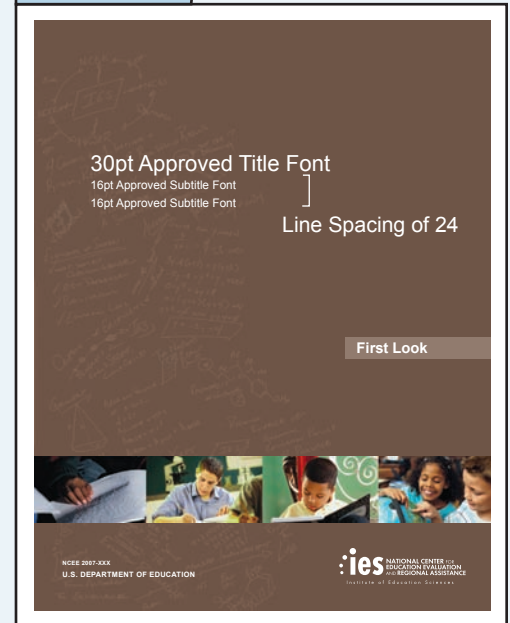 30pt Approved Title Font
16pt Approved Subtitle Font
16pt Approved Subtitle Font
Line Spacing of 24
First Look
NCEE 2007-XXX
U.S. DEPARTMENT OF EDUCATION
ies
NATIONAL CENTER FOR
EDUCATION EVALUATION
AND REGIONAL ASSISTANCE
Institute of Education Sciences